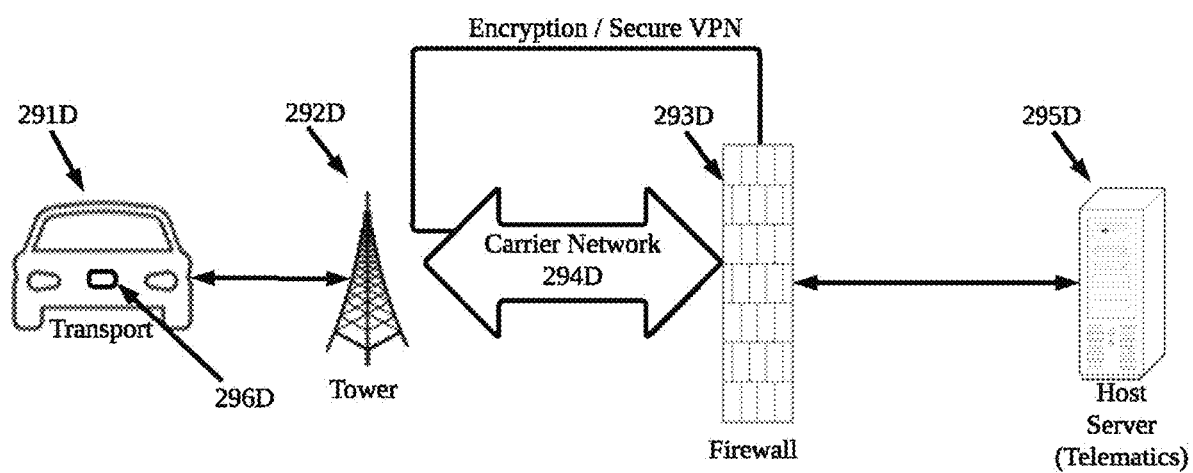 Encryption / Secure VPN
291D
292D
293D
295D
Carrier Network
294D
Transport
296D
Tower
Firewall
Host
Server
(Telematics)